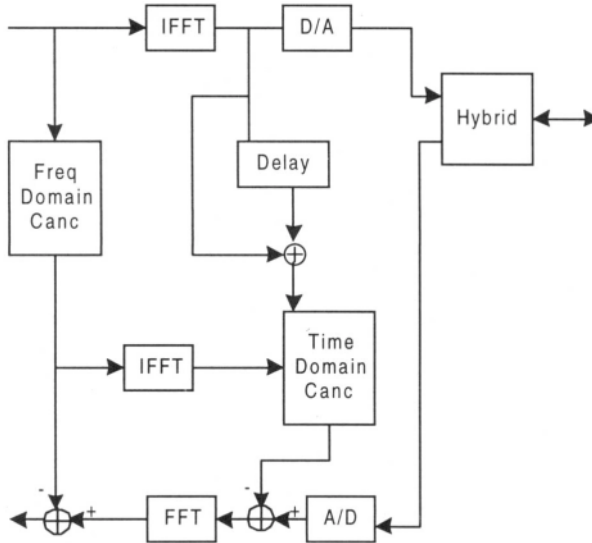 IFFT
D/A
Hybrid
Freq
Domain
Canc
Delay
+
IFFT
Time
Domain
Canc
-
-
+
FFT
+
A/D